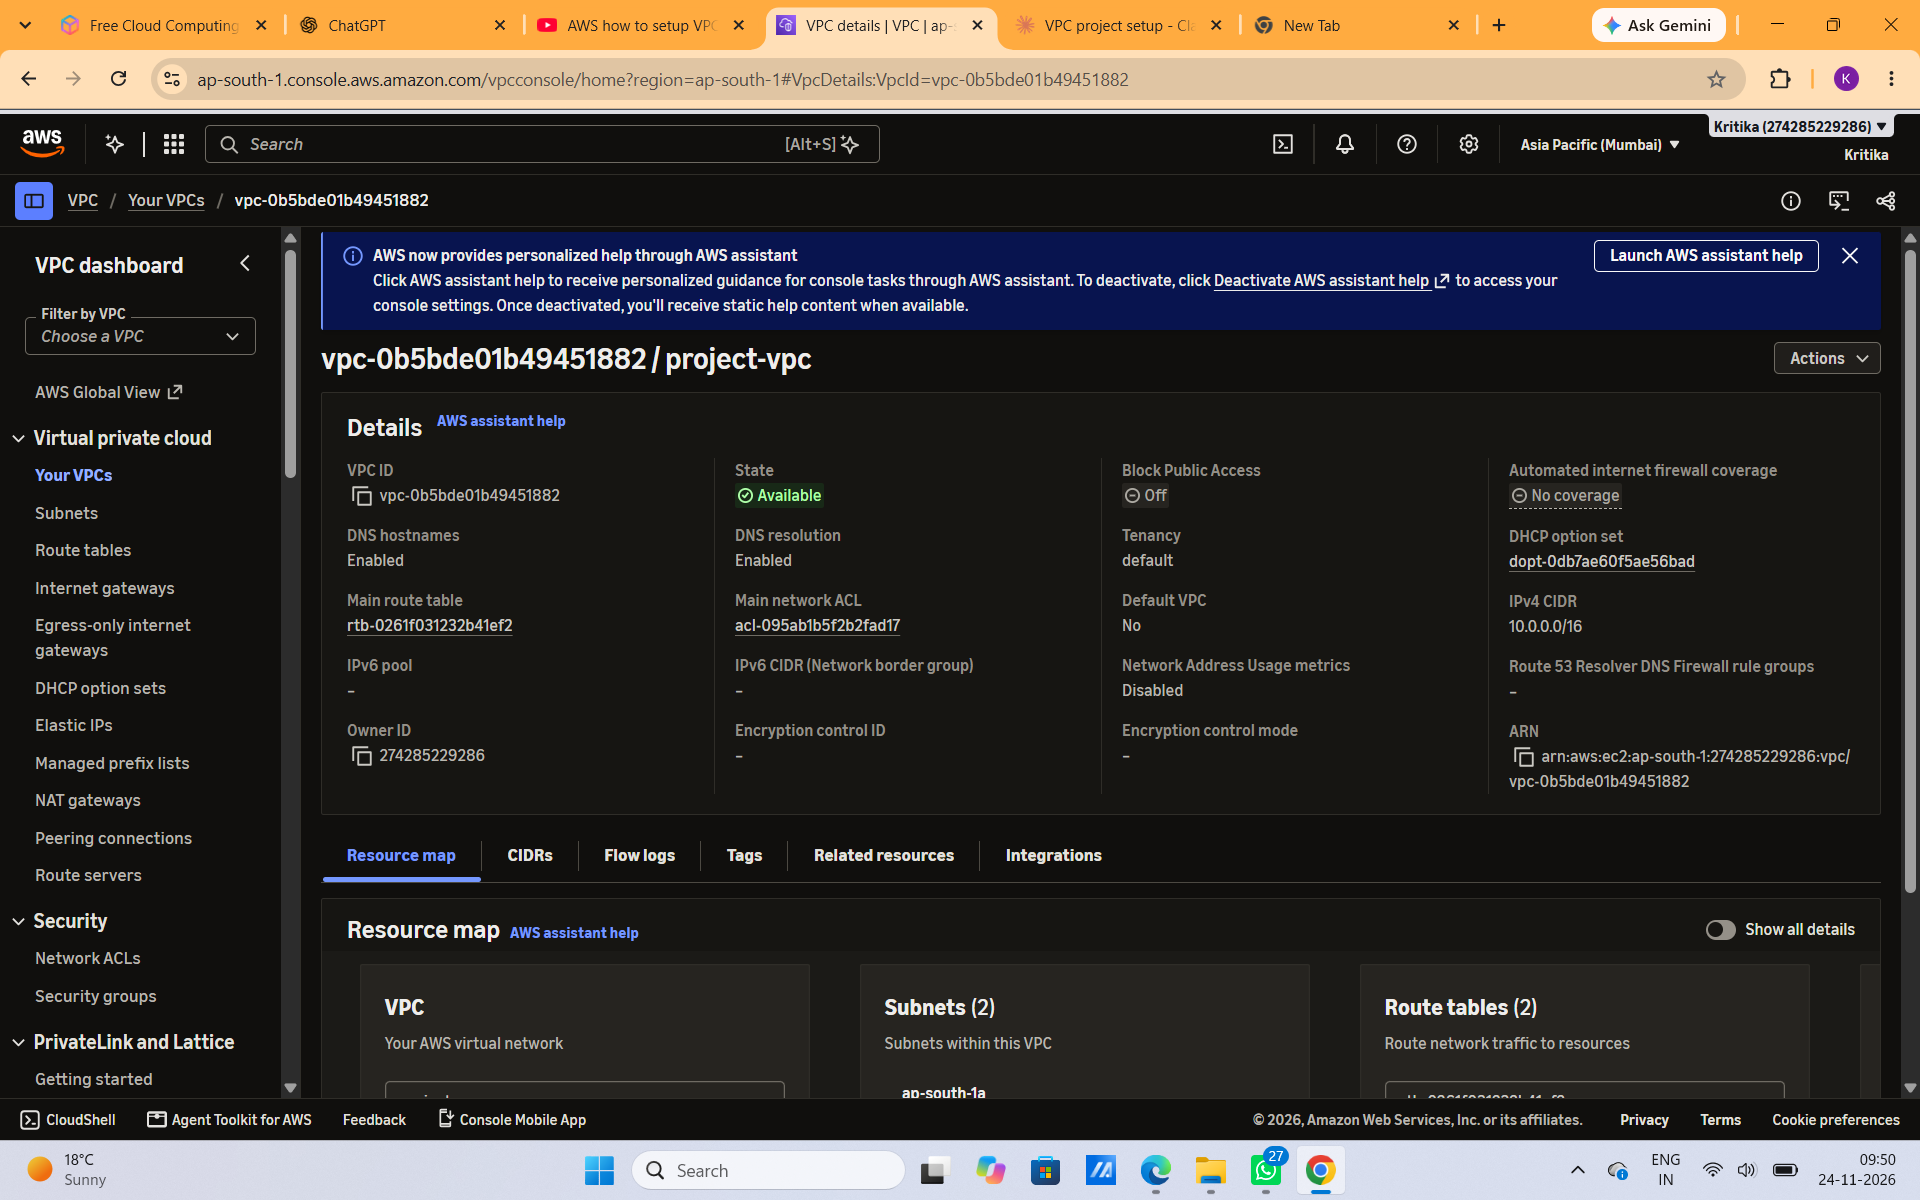 Free Cloud Computing
ChatGPT
AWS how to setup VPC
VPC details | VPC | ap-
VPC project setup - Cla
New Tab
Ask Gemini
ap-south-1.console.aws.amazon.com/vpcconsole/home?region=ap-south-1#VpcDetails:VpcId=vpc-0b5bde01b49451882
K
aws
Search
[Alt+S]
Asia Pacific (Mumbai)
Kritika (274285229286)
Kritika
VPC / Your VPCs / vpc-0b5bde01b49451882
VPC dashboard
Filter by VPC
Choose a VPC
AWS Global View
Virtual private cloud
Your VPCs
Subnets
Route tables
Internet gateways
Egress-only internet
gateways
DHCP option sets
Elastic IPs
Managed prefix lists
NAT gateways
Peering connections
Route servers
Security
Network ACLs
Security groups
PrivateLink and Lattice
Getting started
AWS now provides personalized help through AWS assistant
Click AWS assistant help to receive personalized guidance for console tasks through AWS assistant. To deactivate, click Deactivate AWS assistant help to access your
console settings. Once deactivated, you'll receive static help content when available.
Launch AWS assistant help
vpc-0b5bde01b49451882 / project-vpc
Actions
Details
AWS assistant help
VPC ID
vpc-0b5bde01b49451882
State
Available
Block Public Access
Off
Automated internet firewall coverage
No coverage
DNS hostnames
Enabled
DNS resolution
Enabled
Tenancy
default
DHCP option set
dopt-0db7ae60f5ae56bad
Main route table
rtb-0261f031232b41ef2
Main network ACL
acl-095ab1b5f2b2fad17
Default VPC
No
IPv4 CIDR
10.0.0.0/16
IPv6 pool
–
IPv6 CIDR (Network border group)
–
Network Address Usage metrics
Disabled
Route 53 Resolver DNS Firewall rule groups
–
Owner ID
274285229286
Encryption control ID
–
Encryption control mode
–
ARN
arn:aws:ec2:ap-south-1:274285229286:vpc/
vpc-0b5bde01b49451882
Resource map
CIDRs
Flow logs
Tags
Related resources
Integrations
Resource map
AWS assistant help
Show all details
VPC
Your AWS virtual network
Subnets (2)
Subnets within this VPC
ap-south-1a
Route tables (2)
Route network traffic to resources
CloudShell
Agent Toolkit for AWS
Feedback
Console Mobile App
© 2026, Amazon Web Services, Inc. or its affiliates.
Privacy
Terms
Cookie preferences
18°C
Sunny
Search
27
ENG
IN
09:50
24-11-2026